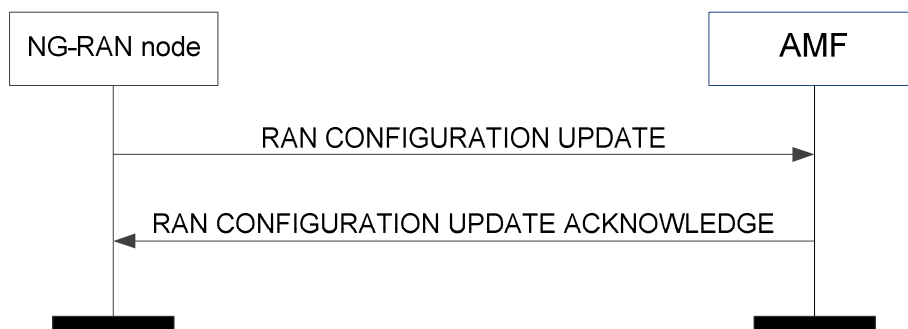 NG-RAN node
AMF
RAN CONFIGURATION UPDATE
RAN CONFIGURATION UPDATE ACKNOWLEDGE